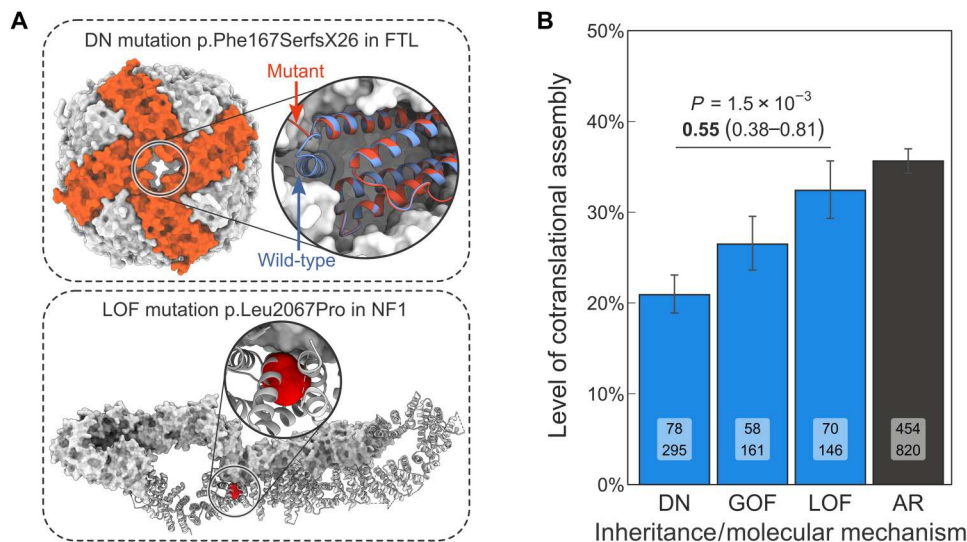 A
DN mutation p.Phe167SerfsX26 in FTL
Mutant
Wild-type
LOF mutation p.Leu2067Pro in NF1
B
Level of cotranslational assembly
50%
40%
30%
20%
10%
0%
P = 1.5 × 10⁻³
0.55 (0.38–0.81)
78
295
58
161
70
146
454
820
DN GOF LOF AR
Inheritance/molecular mechanism